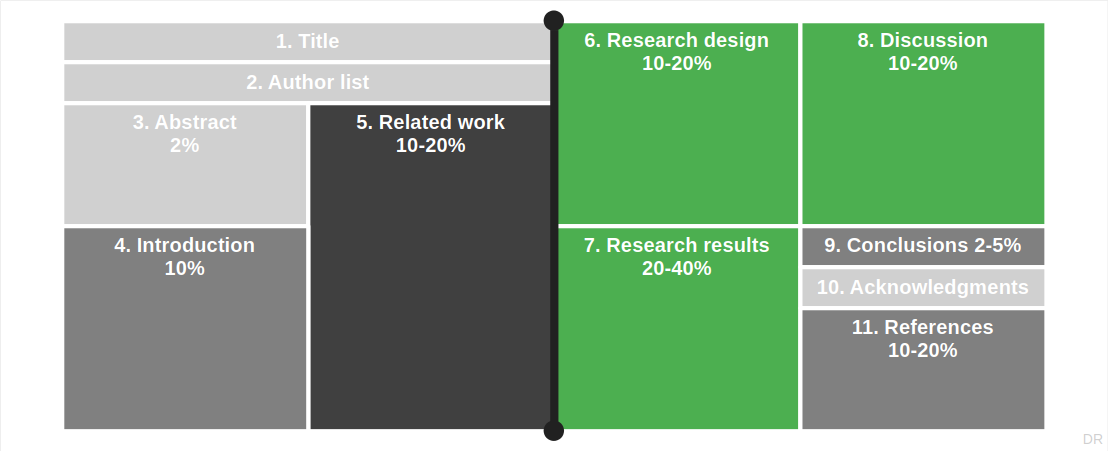 1. Title
2. Author list
3. Abstract
2%
4. Introduction
10%
5. Related work
10-20%
6. Research design
10-20%
7. Research results
20-40%
8. Discussion
10-20%
9. Conclusions 2-5%
10. Acknowledgments
11. References
10-20%
DR